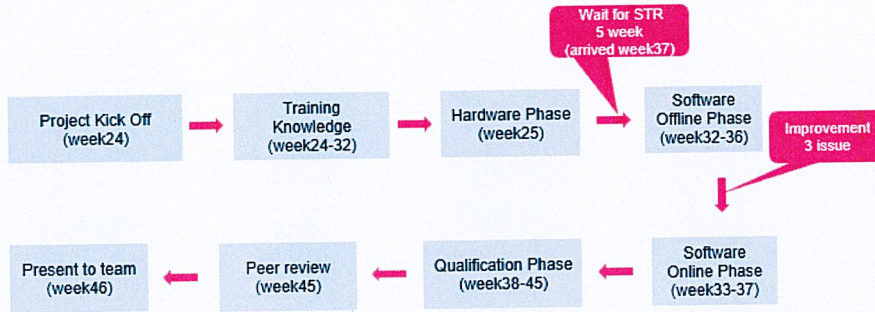 Wait for STR
5 week
(arrived week37)
Project Kick Off
(week24)
Training
Knowledge
(week24-32)
Hardware Phase
(week25)
Software
Offline Phase
(week32-36)
Improvement
3 issue
Present to team
(week46)
Peer review
(week45)
Qualification Phase
(week38-45)
Software
Online Phase
(week33-37)